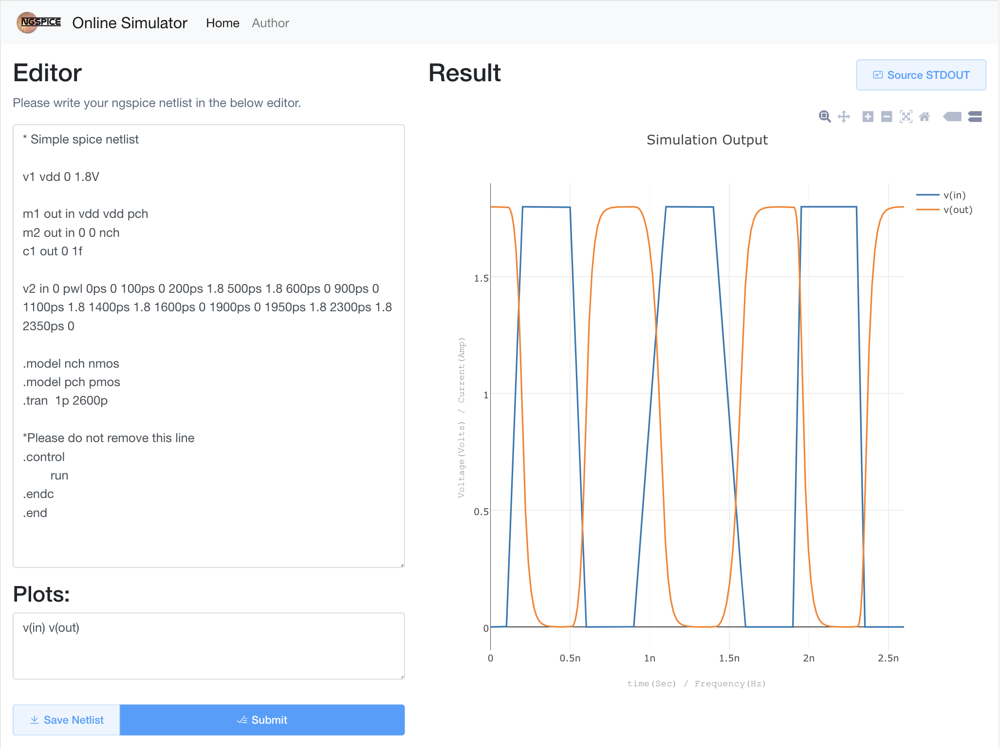 NGSPICE Online Simulator Home Author
Editor
Please write your ngspice netlist in the below editor.
* Simple spice netlist
v1 vdd 0 1.8V
m1 out in vdd vdd pch
m2 out in 0 0 nch
c1 out 0 1f
v2 in 0 pwl 0ps 0 100ps 0 200ps 1.8 500ps 1.8 600ps 0 900ps 0
1100ps 1.8 1400ps 1.8 1600ps 0 1900ps 0 1950ps 1.8 2300ps 1.8
2350ps 0
.model nch nmos
.model pch pmos
.tran  1p 2600p
*Please do not remove this line
.control
run
.endc
.end
Plots:
v(in) v(out)
Save Netlist
Submit
Result
Source STDOUT
Simulation Output
v(in)
v(out)
Voltage(Volts) / Current(Amp)
1.5
1
0.5
0
0 0.5n 1n 1.5n 2n 2.5n
time(Sec) / Frequency(Hz)